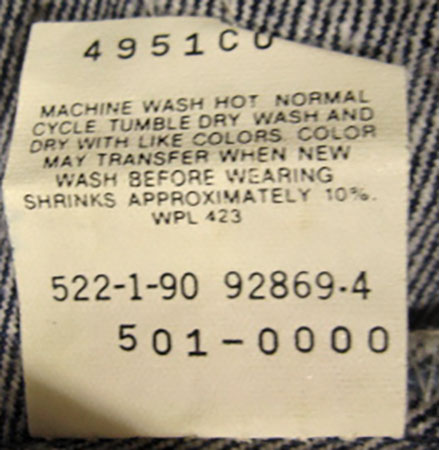 4951CU
MACHINE WASH HOT NORMAL
CYCLE TUMBLE DRY WASH AND
DRY WITH LIKE COLORS. COLOR
MAY TRANSFER WHEN NEW
WASH BEFORE WEARING
SHRINKS APPROXIMATELY 10%.
WPL 423
522-1-90 92869-4
501-0000